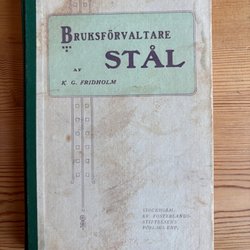 BRUKSFÖRVALTARE
STÅL
AV
K. G. FRIDHOLM
STOCKHOLM,
EV. FOSTERLANDS-
STIFTELSENS
FÖRLAGS-EXP.